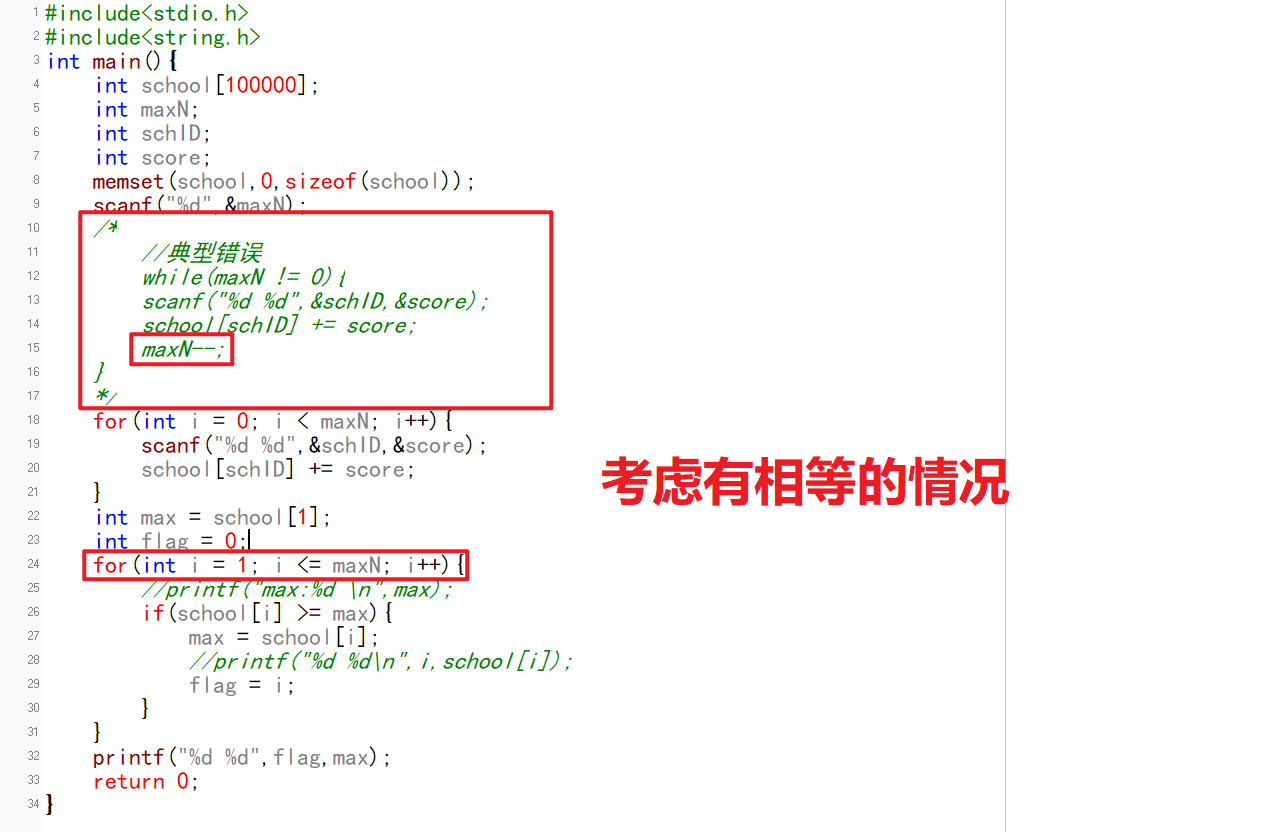 1 #include<stdio.h>
2 #include<string.h>
3 int main(){
4 int school[100000];
5 int maxN;
6 int schID;
7 int score;
8 memset(school,0,sizeof(school));
9 scanf("%d",&maxN);
10 /*
11 //典型错误
12 while(maxN != 0){
13 scanf("%d %d",&schID,&score);
14 school[schID] += score;
15 maxN--;
16 }
17 */
18 for(int i = 0; i < maxN; i++){
19 scanf("%d %d",&schID,&score);
20 school[schID] += score;
21 }
22 int max = school[1];
23 int flag = 0;
24 for(int i = 1; i <= maxN; i++){
25 //printf("max:%d \n",max);
26 if(school[i] >= max){
27 max = school[i];
28 //printf("%d %d\n",i,school[i]);
29 flag = i;
30 }
31 }
32 printf("%d %d",flag,max);
33 return 0;
34 }
考虑有相等的情况